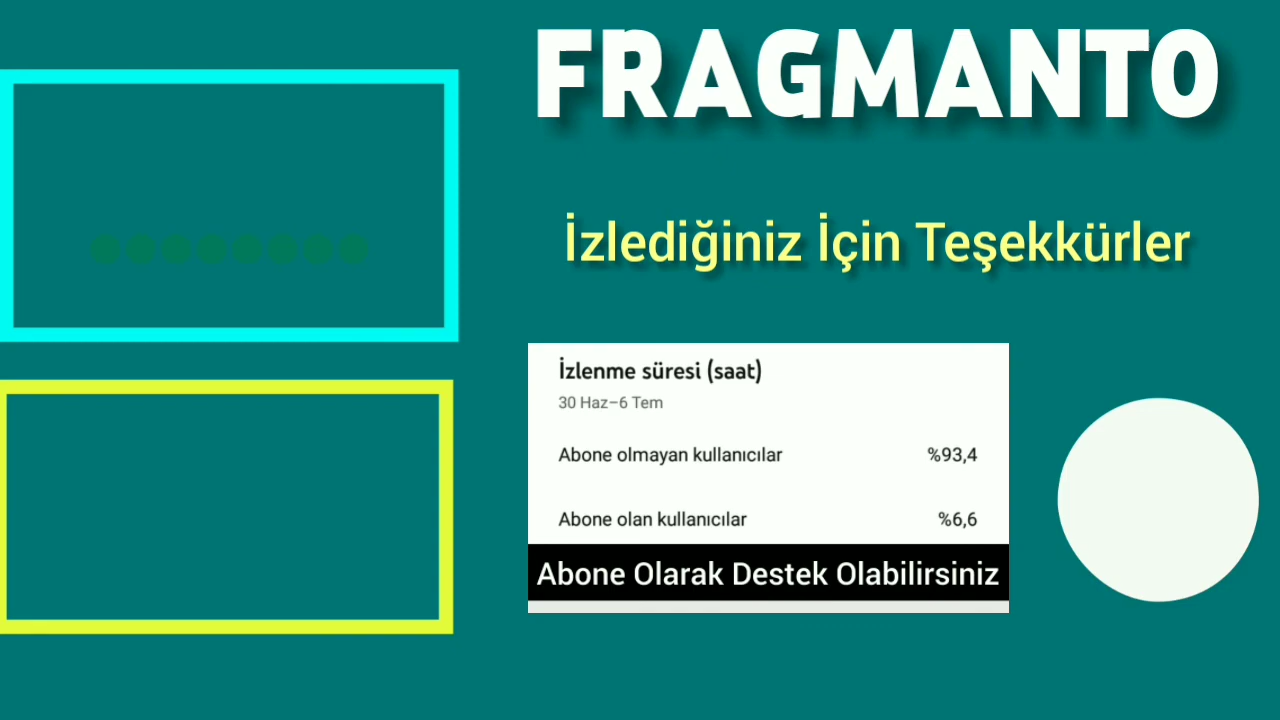 FRAGMANTO
İzlediğiniz İçin Teşekkürler
İzlenme süresi (saat)
30 Haz–6 Tem
Abone olmayan kullanıcılar %93,4
Abone olan kullanıcılar %6,6
Abone Olarak Destek Olabilirsiniz